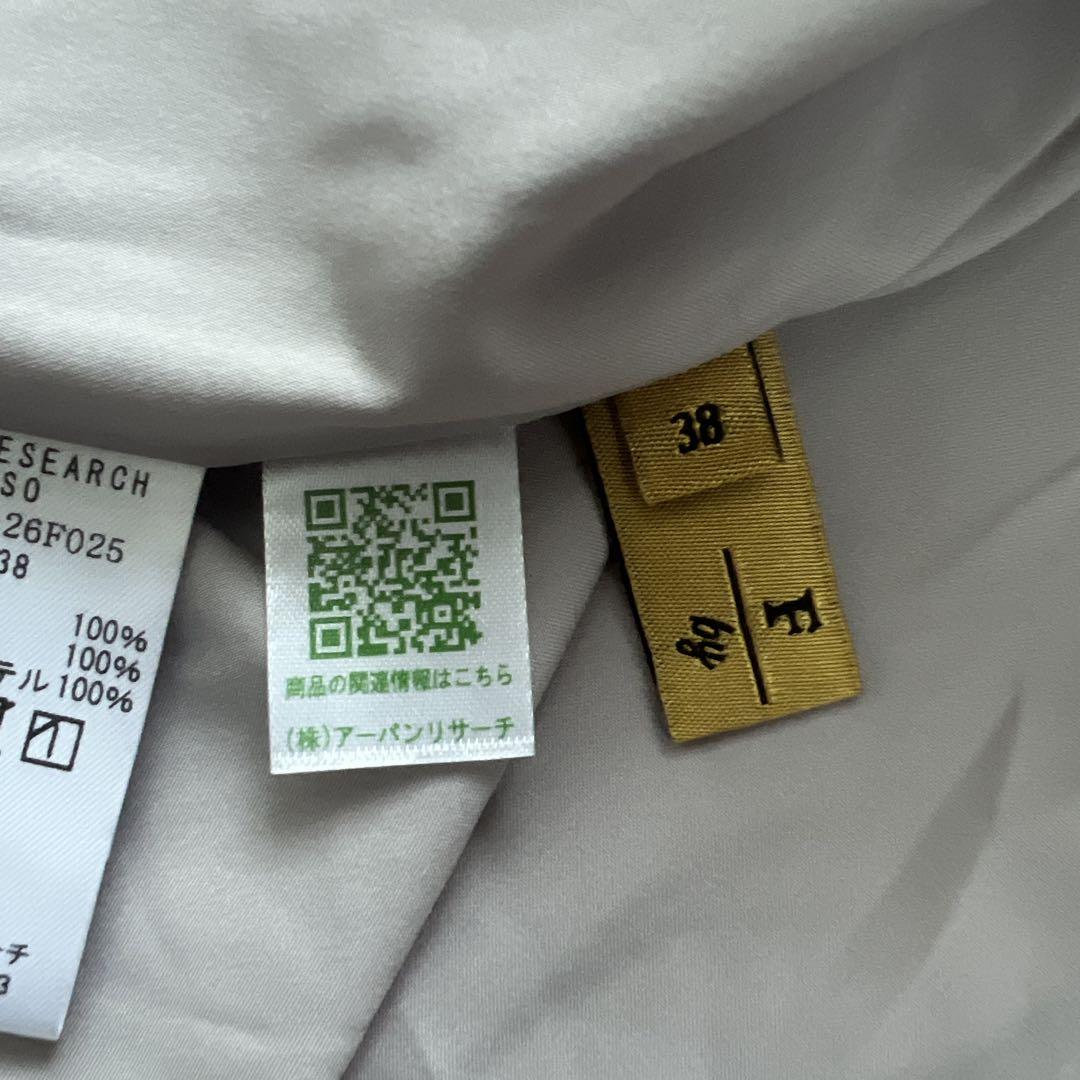 ESEARCH
SO
26F025
38
100%
100%
テル100%
チ
3
商品の関連情報はこちら
(株)アーバンリサーチ
38
F
by